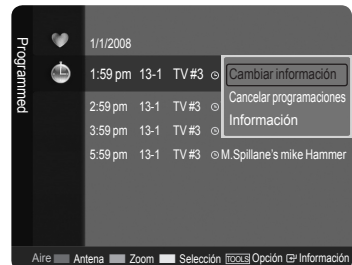 Programmed
1/1/2008
1:59 pm 13-1 TV #3 Cambiar información
Cancelar programaciones
2:59 pm 13-1 TV #3
Información
3:59 pm 13-1 TV #3
5:59 pm 13-1 TV #3 M.Spillane's mike Hammer
Aire Antena Zoom Selección TOOLS Opción Información